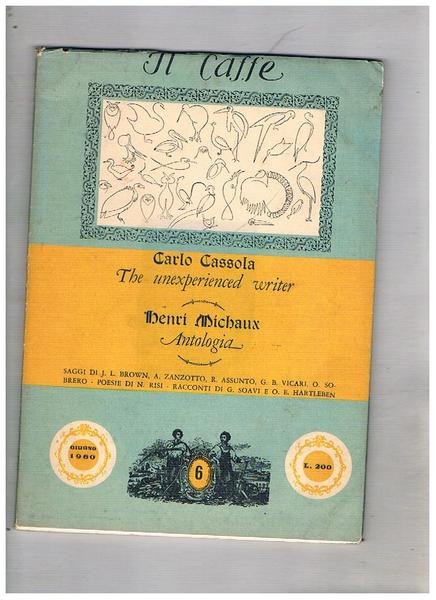 Il Caffe
Carlo Cassola
The unexperienced writer
Henri Michaux
Antologia
SAGGI DI J. L. BROWN, A. ZANZOTTO, R. ASSUNTO, G. B. VICARI, O. SO-
BRERO - POESIE DI N. RISI - RACCONTI DI G. SOAVI E O. E. HARTLEBEN
GIUGNO
1960
6
L. 200